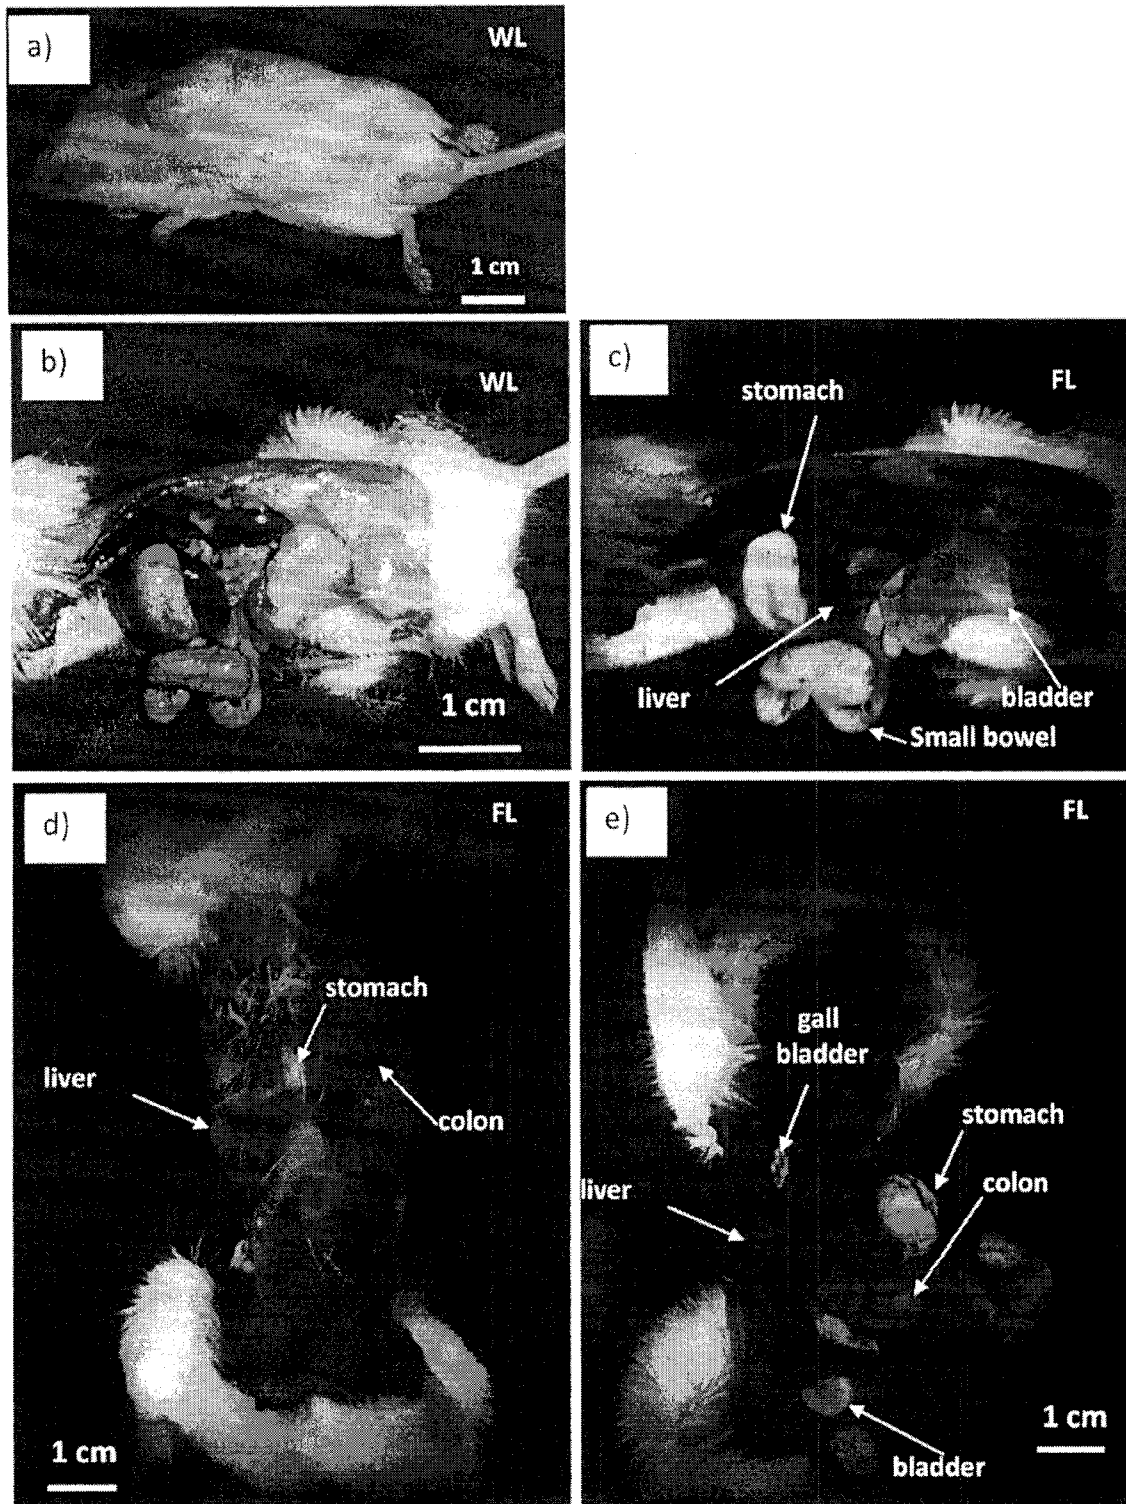 a)
WL
1 cm
b)
WL
1 cm
c)
FL
stomach
liver
bladder
Small bowel
d)
FL
stomach
liver
colon
1 cm
e)
FL
gall
bladder
stomach
liver
colon
1 cm
bladder